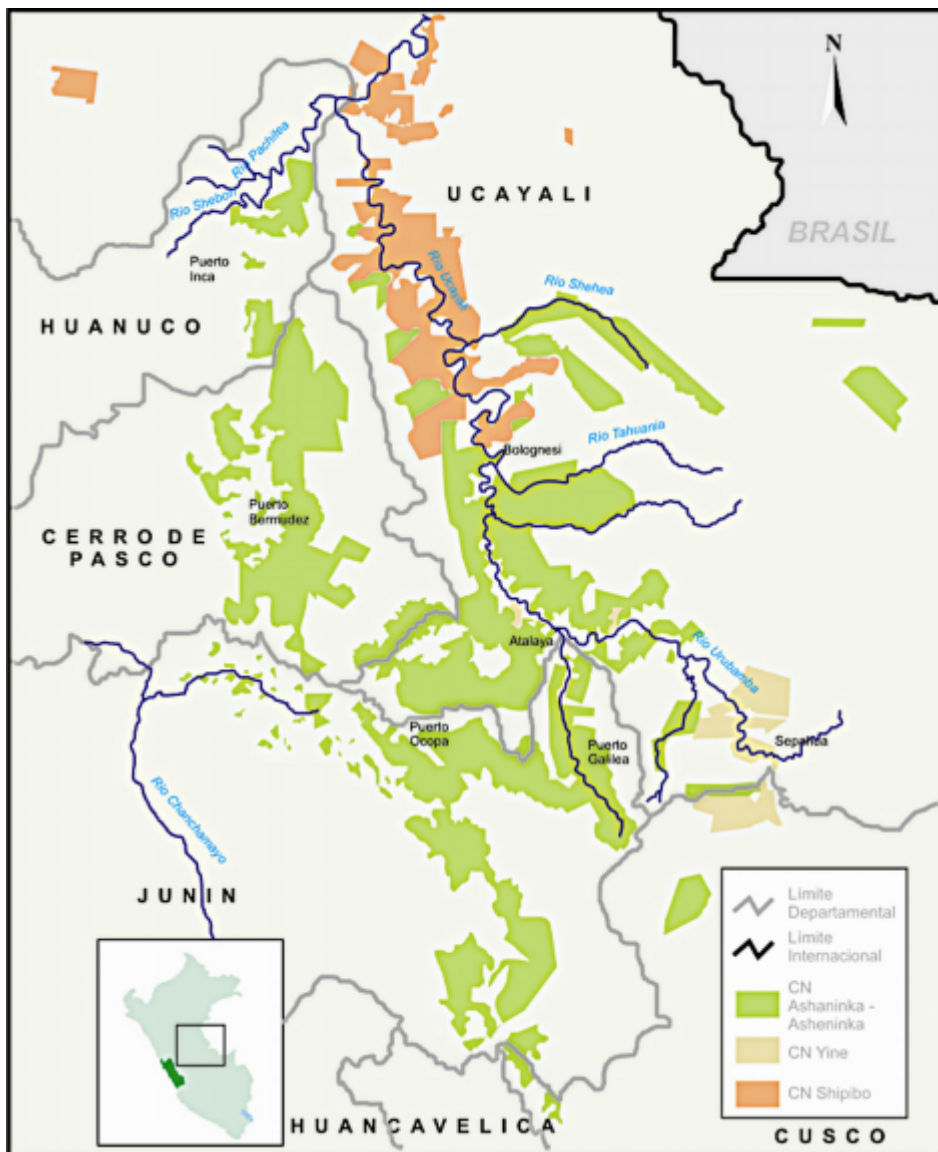 N
Río Pachitea
UCAYALI
Río Shebon
BRASIL
Puerto
Inca
Río Ucayali
Río Shehea
HUANUCO
Río Tahuania
Bolognesi
Puerto
Bermudez
CERRO DE
PASCO
Atalaya
Río Urubamba
Puerto
Ocopa
Puerto
Galilea
Sepahua
Río Chanchamayo
JUNIN
Límite
Departamental
Límite
Internacional
CN
Ashaninka -
Asheninka
CN Yine
CN Shipibo
HUANCAVELICA
CUSCO